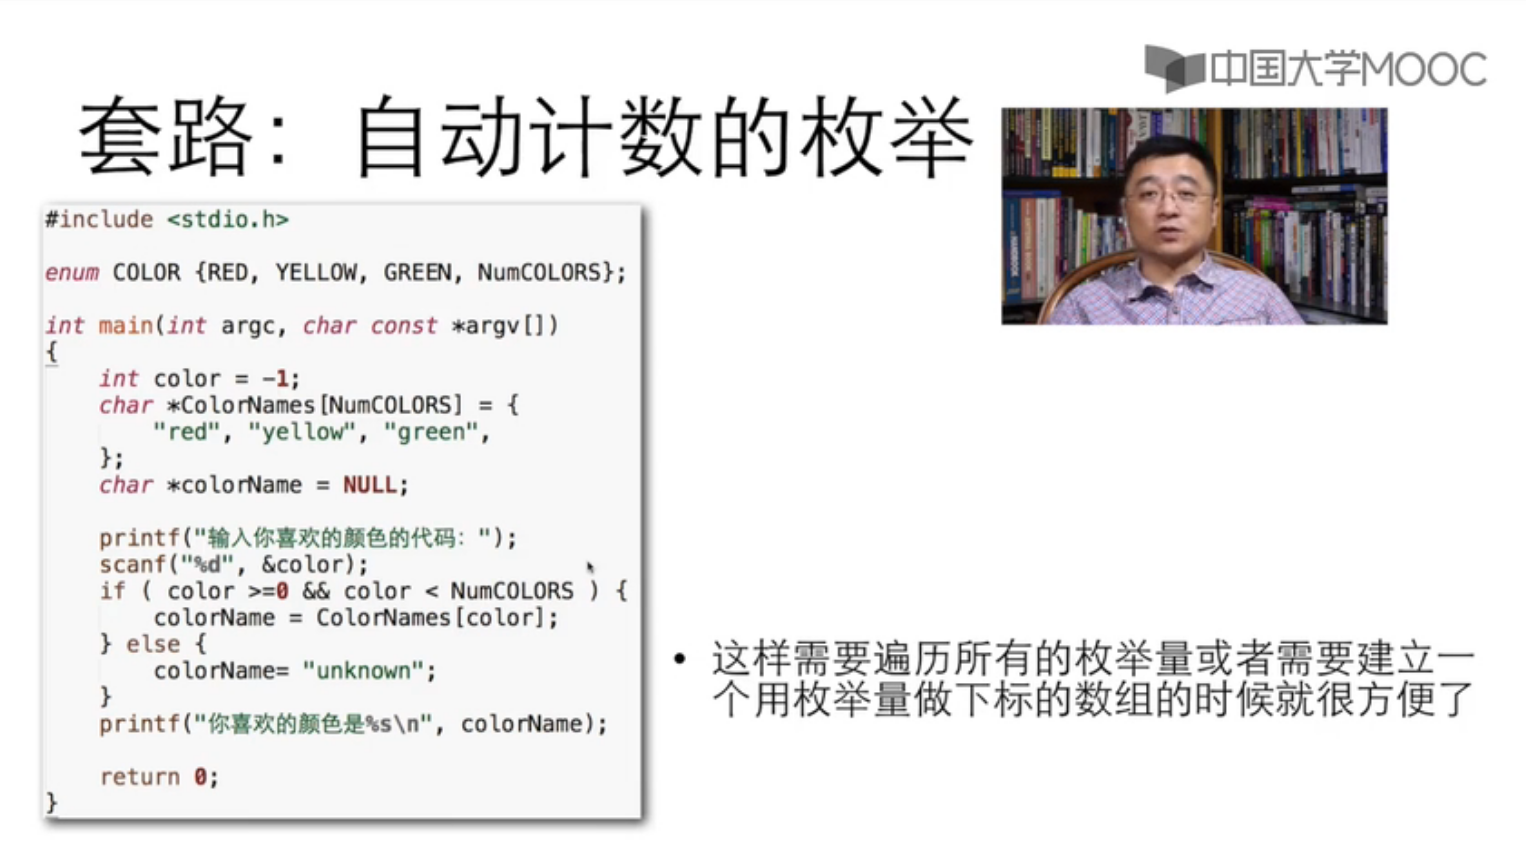 中国大学MOOC
套路：自动计数的枚举
#include <stdio.h>
enum COLOR {RED, YELLOW, GREEN, NumCOLORS};
int main(int argc, char const *argv[])
{
    int color = -1;
    char *ColorNames[NumCOLORS] = {
        "red", "yellow", "green",
    };
    char *colorName = NULL;
    printf("输入你喜欢的颜色的代码：");
    scanf("%d", &color);
    if ( color >=0 && color < NumCOLORS ) {
        colorName = ColorNames[color];
    } else {
        colorName= "unknown";
    }
    printf("你喜欢的颜色是%s\n", colorName);
    return 0;
}
• 这样需要遍历所有的枚举量或者需要建立一
个用枚举量做下标的数组的时候就很方便了